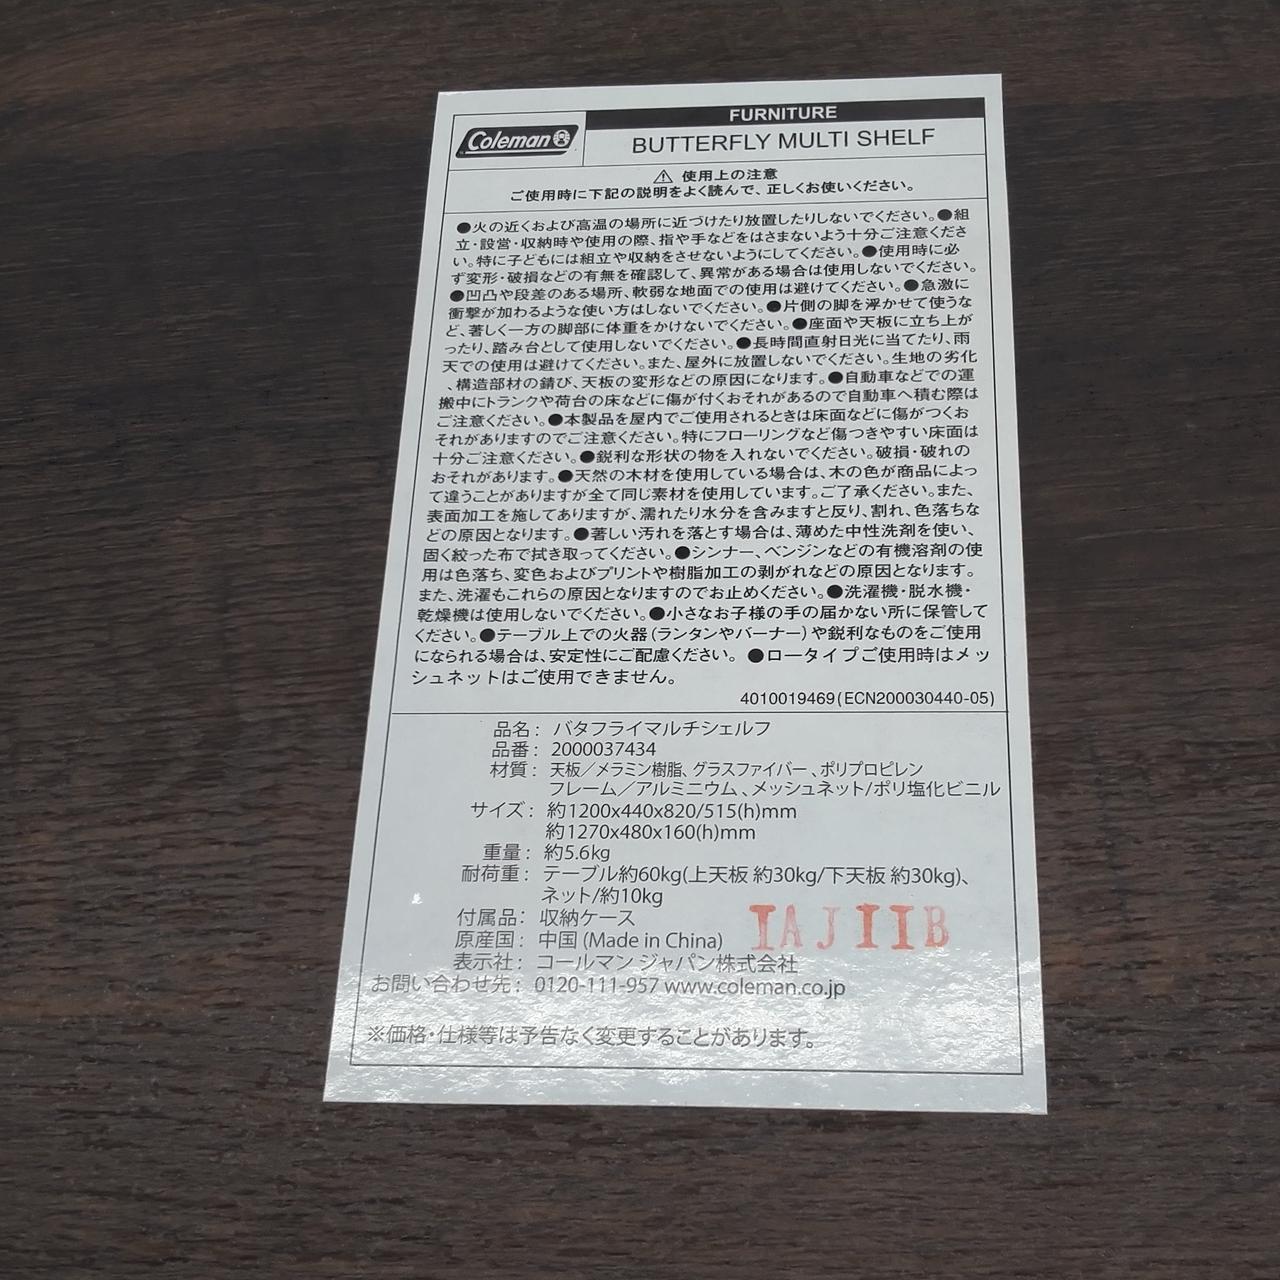 Coleman
FURNITURE
BUTTERFLY MULTI SHELF
⚠ 使用上の注意
ご使用時に下記の説明をよく読んで、正しくお使いください。
●火の近くおよび高温の場所に近づけたり放置したりしないでください。●組
立・設営・収納時や使用の際、指や手などをはさまないよう十分ご注意くださ
い。特に子どもには組立や収納をさせないようにしてください。●使用時に必
ず変形・破損などの有無を確認して、異常がある場合は使用しないでください。
●凹凸や段差のある場所、軟弱な地面での使用は避けてください。●急激に
衝撃が加わるような使い方はしないでください。●片側の脚を浮かせて使うな
ど、著しく一方の脚部に体重をかけないでください。●座面や天板に立ち上が
ったり、踏み台として使用しないでください。●長時間直射日光に当てたり、雨
天での使用は避けてください。また、屋外に放置しないでください。生地の劣化
、構造部材の錆び、天板の変形などの原因になります。●自動車などでの運
搬中にトランクや荷台の床などに傷が付くおそれがあるので自動車へ積む際は
ご注意ください。●本製品を屋内でご使用されるときは床面などに傷がつくお
それがありますのでご注意ください。特にフローリングなど傷つきやすい床面は
十分ご注意ください。●鋭利な形状の物を入れないでください。破損・破れの
おそれがあります。●天然の木材を使用している場合は、木の色が商品によっ
て違うことがありますが全て同じ素材を使用しています。ご了承ください。また、
表面加工を施してありますが、濡れたり水分を含みますと反り、割れ、色落ちな
どの原因となります。●著しい汚れを落とす場合は、薄めた中性洗剤を使い、
固く絞った布で拭き取ってください。●シンナー、ベンジンなどの有機溶剤の使
用は色落ち、変色およびプリントや樹脂加工の剥がれなどの原因となります。
また、洗濯もこれらの原因となりますのでお止めください。●洗濯機・脱水機・
乾燥機は使用しないでください。●小さなお子様の手の届かない所に保管して
ください。●テーブル上での火器(ランタンやバーナー)や鋭利なものをご使用
になられる場合は、安定性にご配慮ください。●ロータイプご使用時はメッ
シュネットはご使用できません。
4010019469(ECN200030440-05)
品名: バタフライマルチシェルフ
品番: 2000037434
材質: 天板/メラミン樹脂、グラスファイバー、ポリプロピレン
フレーム/アルミニウム、メッシュネット/ポリ塩化ビニル
サイズ: 約1200x440x820/515(h)mm
約1270x480x160(h)mm
重量: 約5.6kg
耐荷重: テーブル約60kg(上天板 約30kg/下天板 約30kg)、
ネット/約10kg
付属品: 収納ケース
原産国: 中国 (Made in China)
IAJIIB
表示社: コールマン ジャパン株式会社
お問い合わせ先: 0120-111-957 www.coleman.co.jp
※価格・仕様等は予告なく変更することがあります。